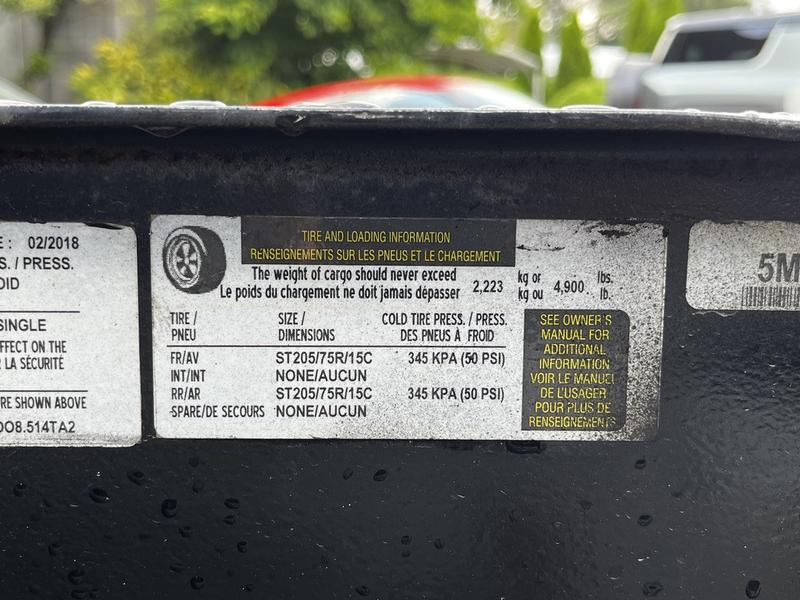 E : 02/2018
S. / PRESS.
OID
SINGLE
FFECT ON THE
LA SÉCURITÉ
RE SHOWN ABOVE
DO8.514TA2
TIRE AND LOADING INFORMATION
RENSEIGNEMENTS SUR LES PNEUS ET LE CHARGEMENT
The weight of cargo should never exceed
Le poids du chargement ne doit jamais dépasser
2,223 kg or kg ou 4,900 lbs. lb.
TIRE / SIZE / COLD TIRE PRESS. / PRESS.
PNEU DIMENSIONS DES PNEUS À FROID
FR/AV ST205/75R/15C 345 KPA (50 PSI)
INT/INT NONE/AUCUN
RR/AR ST205/75R/15C 345 KPA (50 PSI)
SPARE/DE SECOURS NONE/AUCUN
SEE OWNER'S
MANUAL FOR
ADDITIONAL
INFORMATION
VOIR LE MANUEL
DE L'USAGER
POUR PLUS DE
RENSEIGNEMENTS
5M